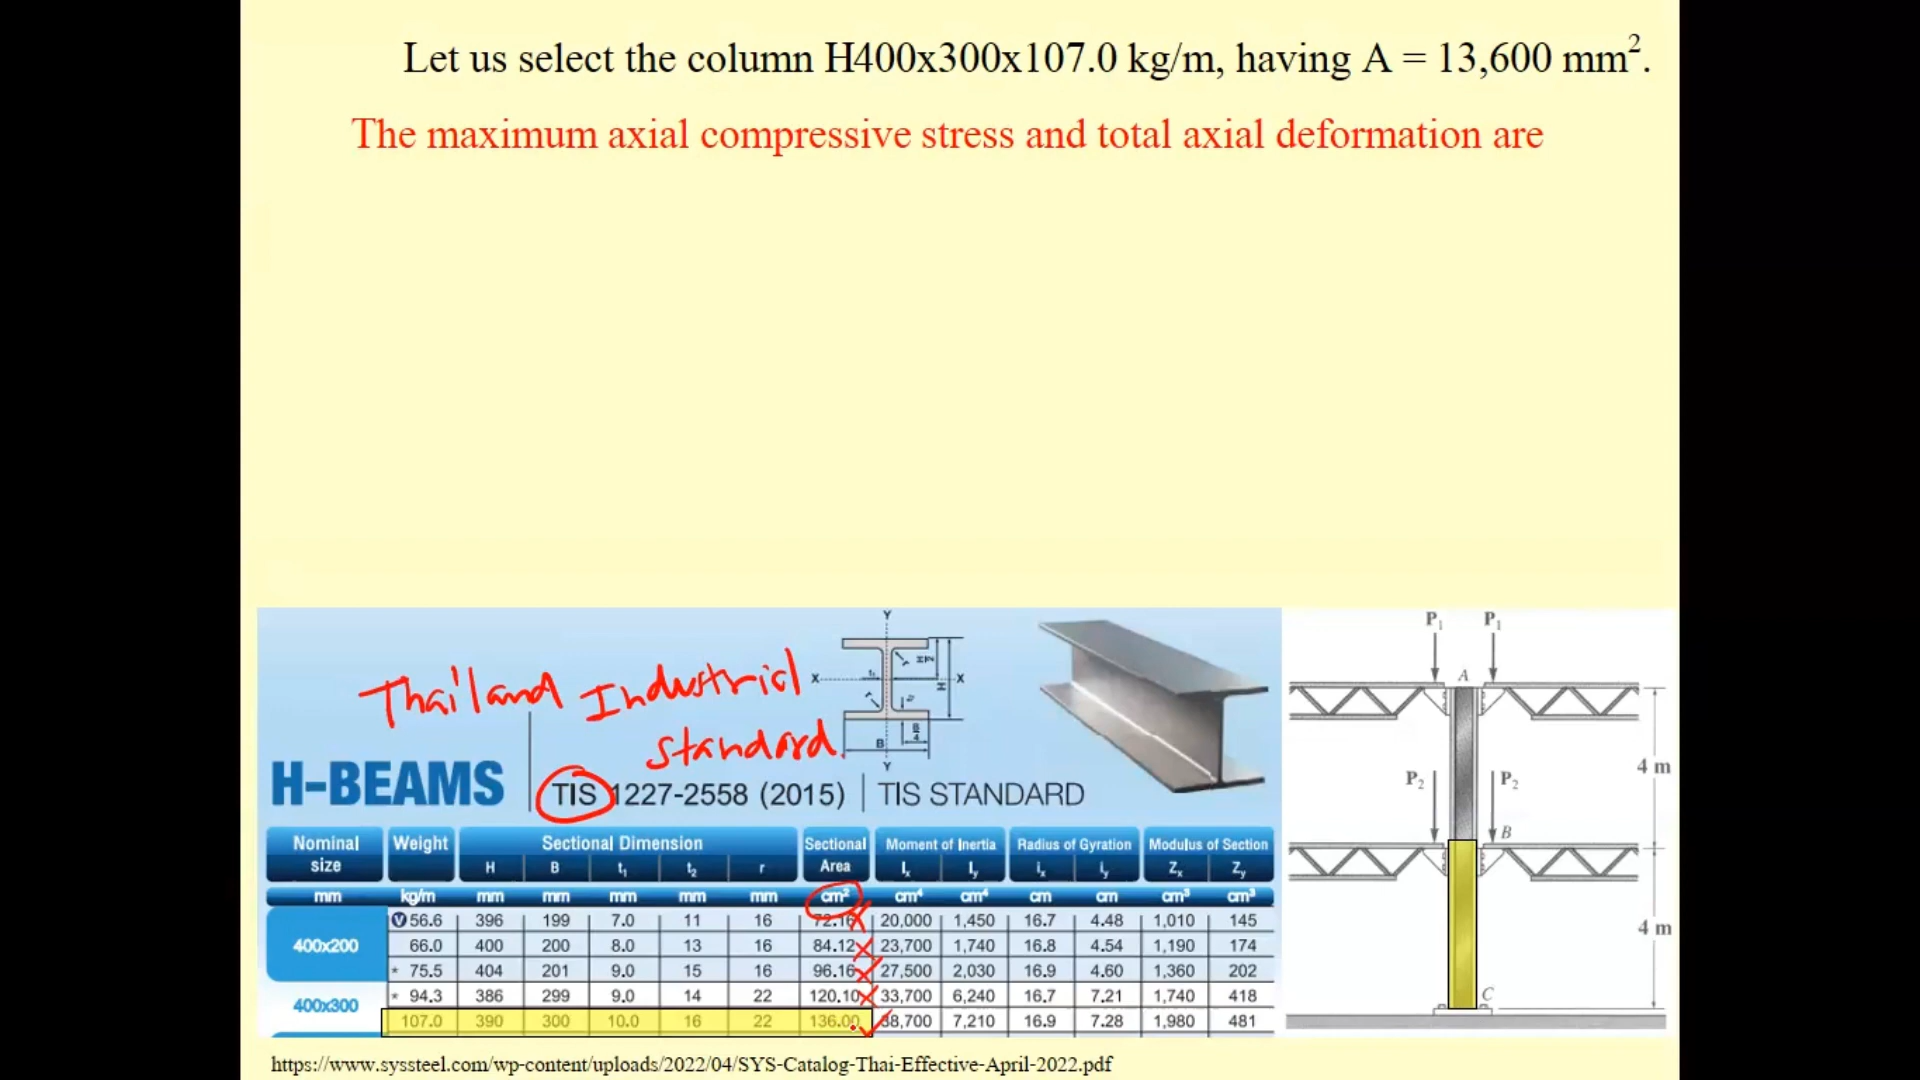 Let us select the column H400x300x107.0 kg/m, having A = 13,600 mm².
The maximum axial compressive stress and total axial deformation are
Thailand Industrial
standard.
H-BEAMS | TIS 1227-2558 (2015) | TIS STANDARD
Y
X X
H
B
Y
Nominal size Weight Sectional Dimension Sectional Area Moment of Inertia Radius of Gyration Modulus of Section
H B t₁ t₂ r Iₓ Iᵧ iₓ iᵧ Zₓ Zᵧ
mm kg/m mm mm mm mm mm cm² cm⁴ cm⁴ cm cm cm³ cm³
400x200 V 56.6 396 199 7.0 11 16 72.16 20,000 1,450 16.7 4.48 1,010 145
66.0 400 200 8.0 13 16 84.12 23,700 1,740 16.8 4.54 1,190 174
* 75.5 404 201 9.0 15 16 96.16 27,500 2,030 16.9 4.60 1,360 202
400x300 * 94.3 386 299 9.0 14 22 120.10 33,700 6,240 16.7 7.21 1,740 418
107.0 390 300 10.0 16 22 136.00 38,700 7,210 16.9 7.28 1,980 481
P₁ P₁
A
4 m
P₂ P₂
B
4 m
C
https://www.syssteel.com/wp-content/uploads/2022/04/SYS-Catalog-Thai-Effective-April-2022.pdf